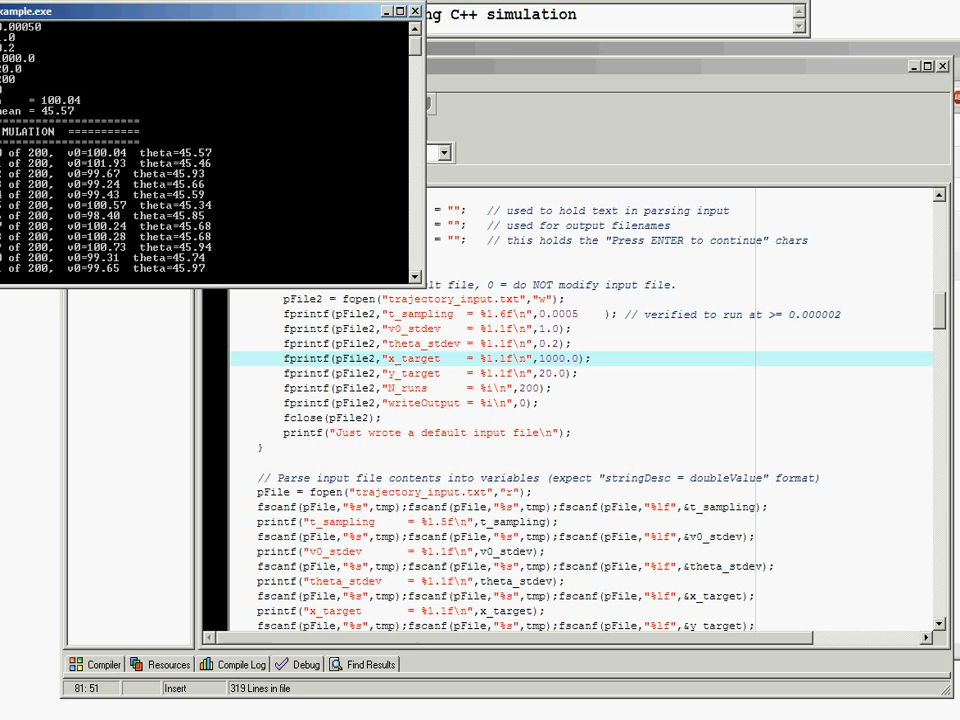 xample.exe
0.00050
1.0
0.2
1000.0
20.0
200
0
= 100.04
mean = 45.57
=======================
MULATION ===========
=======================
of 200, v0=100.04 theta=45.57
of 200, v0=101.93 theta=45.46
of 200, v0=99.67 theta=45.93
of 200, v0=99.24 theta=45.66
of 200, v0=99.43 theta=45.59
of 200, v0=100.57 theta=45.34
of 200, v0=98.40 theta=45.85
of 200, v0=100.24 theta=45.68
of 200, v0=100.28 theta=45.68
of 200, v0=100.73 theta=45.94
of 200, v0=99.31 theta=45.74
of 200, v0=99.65 theta=45.97
ng C++ simulation
= ""; // used to hold text in parsing input
= ""; // used for output filenames
= ""; // this holds the "Press ENTER to continue" chars
lt file, 0 = do NOT modify input file.
pFile2 = fopen("trajectory_input.txt","w");
fprintf(pFile2,"t_sampling = %1.6f\n",0.0005 ); // verified to run at >= 0.000002
fprintf(pFile2,"v0_stdev = %1.1f\n",1.0);
fprintf(pFile2,"theta_stdev = %1.1f\n",0.2);
fprintf(pFile2,"x_target = %1.1f\n",1000.0);
fprintf(pFile2,"y_target = %1.1f\n",20.0);
fprintf(pFile2,"N_runs = %i\n",200);
fprintf(pFile2,"writeOutput = %i\n",0);
fclose(pFile2);
printf("Just wrote a default input file\n");
}
// Parse input file contents into variables (expect "stringDesc = doubleValue" format)
pFile = fopen("trajectory_input.txt","r");
fscanf(pFile,"%s",tmp);fscanf(pFile,"%s",tmp);fscanf(pFile,"%lf",&t_sampling);
printf("t_sampling = %1.5f\n",t_sampling);
fscanf(pFile,"%s",tmp);fscanf(pFile,"%s",tmp);fscanf(pFile,"%lf",&v0_stdev);
printf("v0_stdev = %1.1f\n",v0_stdev);
fscanf(pFile,"%s",tmp);fscanf(pFile,"%s",tmp);fscanf(pFile,"%lf",&theta_stdev);
printf("theta_stdev = %1.1f\n",theta_stdev);
fscanf(pFile,"%s",tmp);fscanf(pFile,"%s",tmp);fscanf(pFile,"%lf",&x_target);
printf("x_target = %1.1f\n",x_target);
fscanf(pFile,"%s",tmp);fscanf(pFile,"%s",tmp);fscanf(pFile,"%lf",&y_target);
Compiler Resources Compile Log Debug Find Results
81: 51 Insert 319 Lines in file